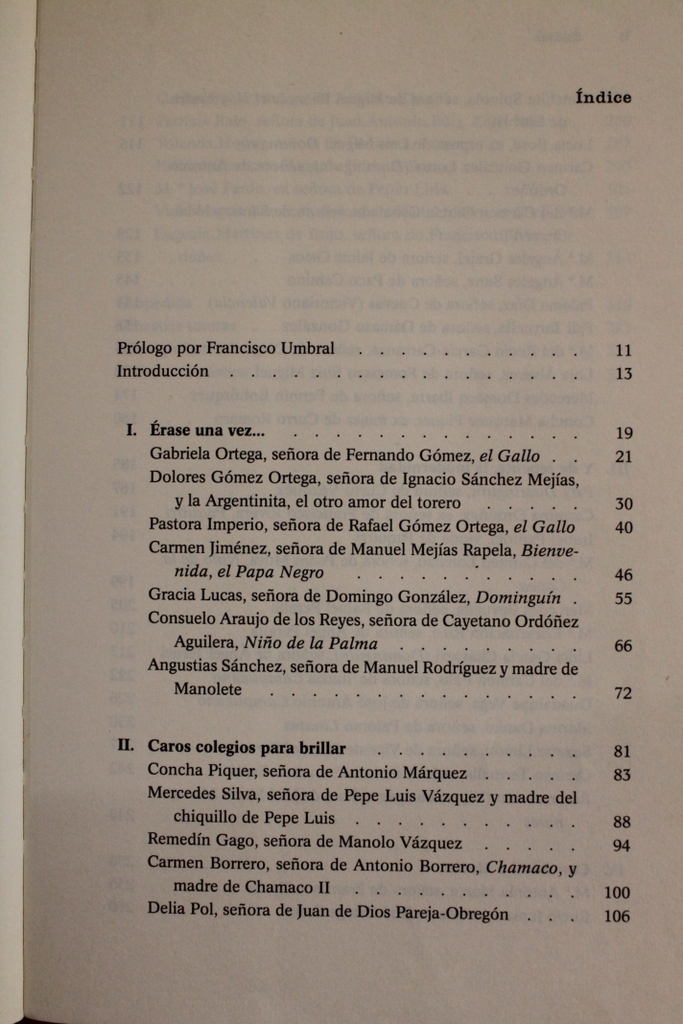 Índice
Prólogo por Francisco Umbral . . . . . . . . . . . 11
Introducción . . . . . . . . . . . . . . . . . 13
I. Érase una vez... . . . . . . . . . . . . . . . 19
Gabriela Ortega, señora de Fernando Gómez, el Gallo . . 21
Dolores Gómez Ortega, señora de Ignacio Sánchez Mejías,
y la Argentinita, el otro amor del torero . . . . . 30
Pastora Imperio, señora de Rafael Gómez Ortega, el Gallo 40
Carmen Jiménez, señora de Manuel Mejías Rapela, Bienve-
nida, el Papa Negro . . . . . . . . . . . 46
Gracia Lucas, señora de Domingo González, Dominguín . 55
Consuelo Araujo de los Reyes, señora de Cayetano Ordóñez
Aguilera, Niño de la Palma . . . . . . . . . 66
Angustias Sánchez, señora de Manuel Rodríguez y madre de
Manolete . . . . . . . . . . . . . . . 72
II. Caros colegios para brillar . . . . . . . . . . 81
Concha Piquer, señora de Antonio Márquez . . . . . 83
Mercedes Silva, señora de Pepe Luis Vázquez y madre del
chiquillo de Pepe Luis . . . . . . . . . . . 88
Remedín Gago, señora de Manolo Vázquez . . . . . 94
Carmen Borrero, señora de Antonio Borrero, Chamaco, y
madre de Chamaco II . . . . . . . . . . . 100
Delia Pol, señora de Juan de Dios Pareja-Obregón . . . 106